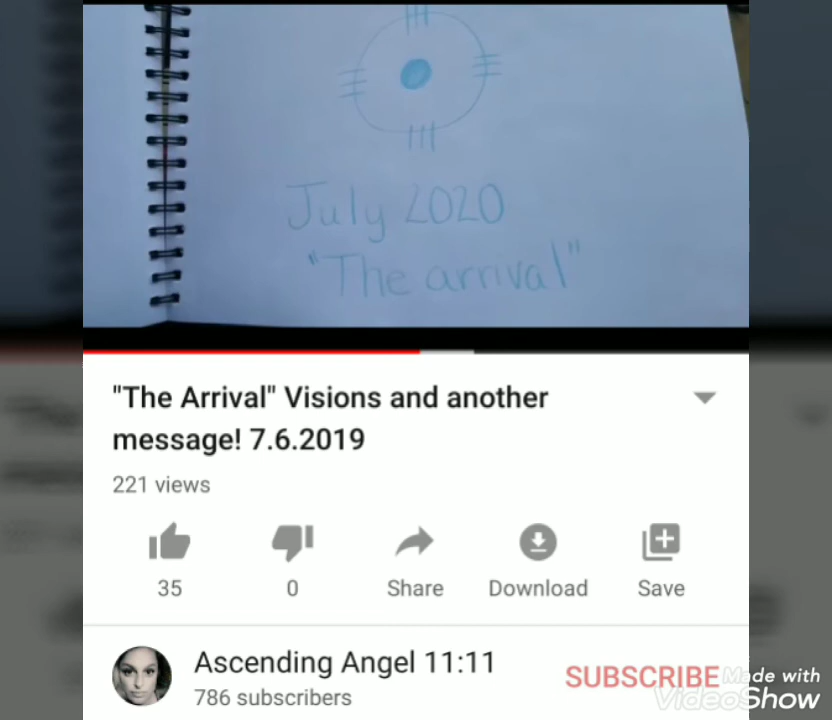 July 2020
"The arrival"
"The Arrival" Visions and another
message! 7.6.2019
221 views
35
0
Share
Download
Save
Ascending Angel 11:11
786 subscribers
SUBSCRIBE
Made with
VideoShow